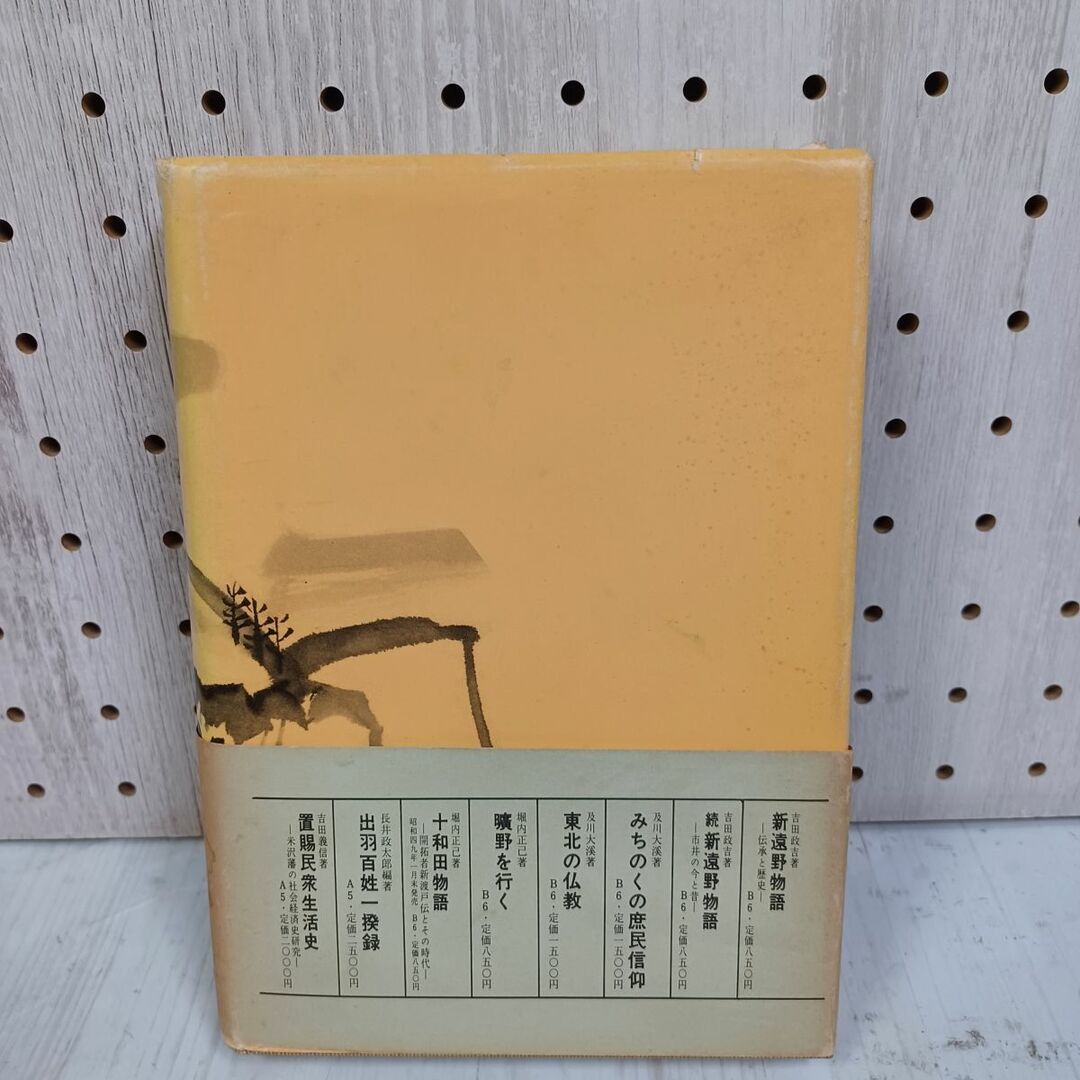 吉田政吉著
新遠野物語
―伝承と歴史―
B6・定価八五〇円
吉田政吉著
続 新遠野物語
―市井の今と昔―
B6・定価八五〇円
及川大溪著
みちのくの庶民信仰
B6・定価一五〇〇円
及川大溪著
東北の仏教
B6・定価一五〇〇円
堀内正己著
曠野を行く
B6・定価八五〇円
堀内正己著
十和田物語
―開拓者新渡戸伝とその時代―
昭和四九年一月末発売 B6・定価八五〇円
長井政太郎編著
出羽百姓一揆録
A5・定価二五〇〇円
吉田義信著
置賜民衆生活史
―米沢藩の社会経済史研究―
A5・定価二〇〇〇円